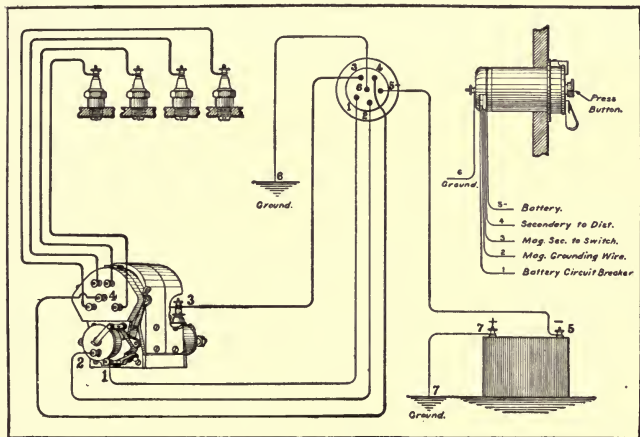 3
4
6
5
1
2
Press
Button.
6
Ground.
5- Battery.
4 Secondery to Dist.
3 Mag. Sec. to Switch.
2 Mag. Grounding Wire.
1 Battery Circuit Breaker
6
Ground.
4
3
2
1
7
+
-
5
7
Ground.